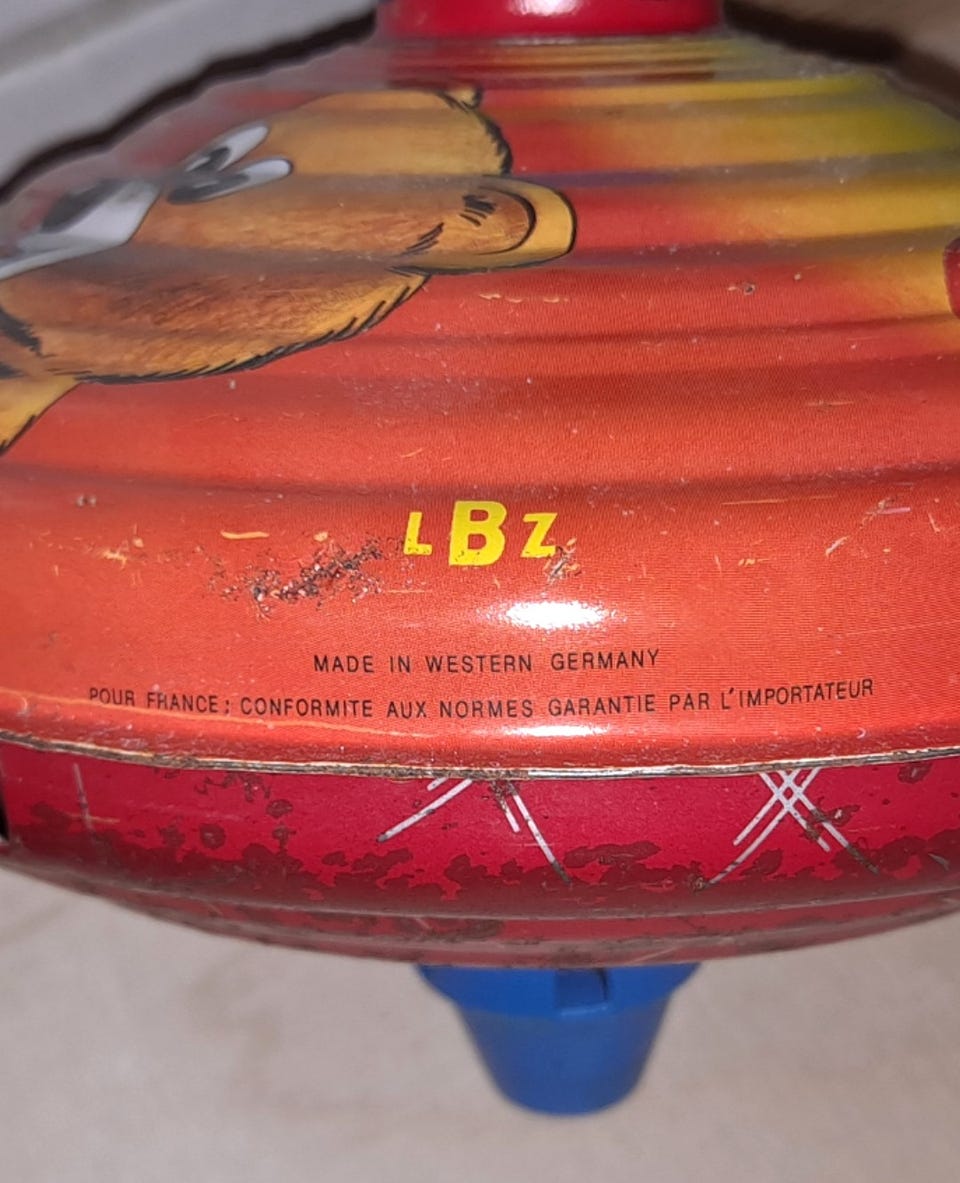 LBZ
MADE IN WESTERN GERMANY
POUR FRANCE: CONFORMITE AUX NORMES GARANTIE PAR L'IMPORTATEUR